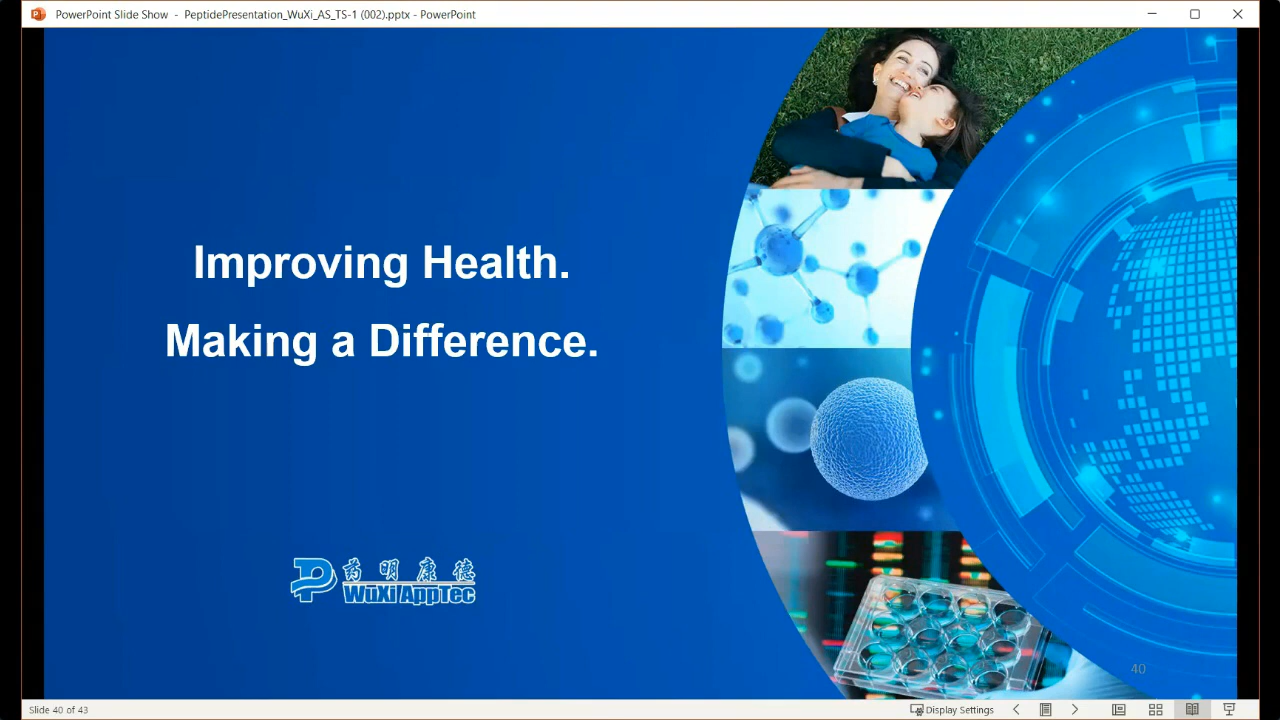 PowerPoint Slide Show - PeptidePresentation_WuXi_AS_TS-1 (002).pptx - PowerPoint
Improving Health.
Making a Difference.
药明康德
WuXi AppTec
40
Slide 40 of 43
Display Settings